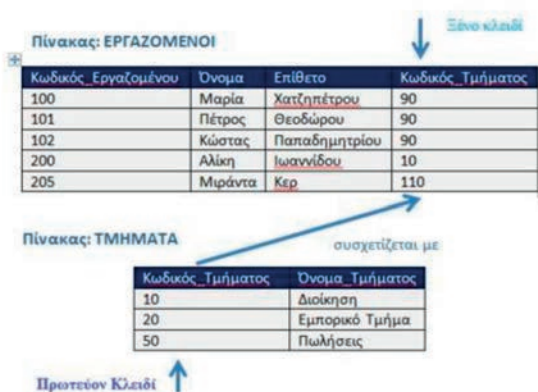 Ξένο κλειδί
Πίνακας: ΕΡΓΑΖΟΜΕΝΟΙ
Κωδικός_Εργαζομένου Όνομα Επίθετο Κωδικός_Τμήματος
100 Μαρία Χατζηπέτρου 90
101 Πέτρος Θεοδώρου 90
102 Κώστας Παπαδημητρίου 90
200 Αλίκη Ιωαννίδου 10
205 Μιράντα Κερ 110
Πίνακας: ΤΜΗΜΑΤΑ
συσχετίζεται με
Κωδικός_Τμήματος Όνομα_Τμήματος
10 Διοίκηση
20 Εμπορικό Τμήμα
50 Πωλήσεις
Πρωτεύον Κλειδί